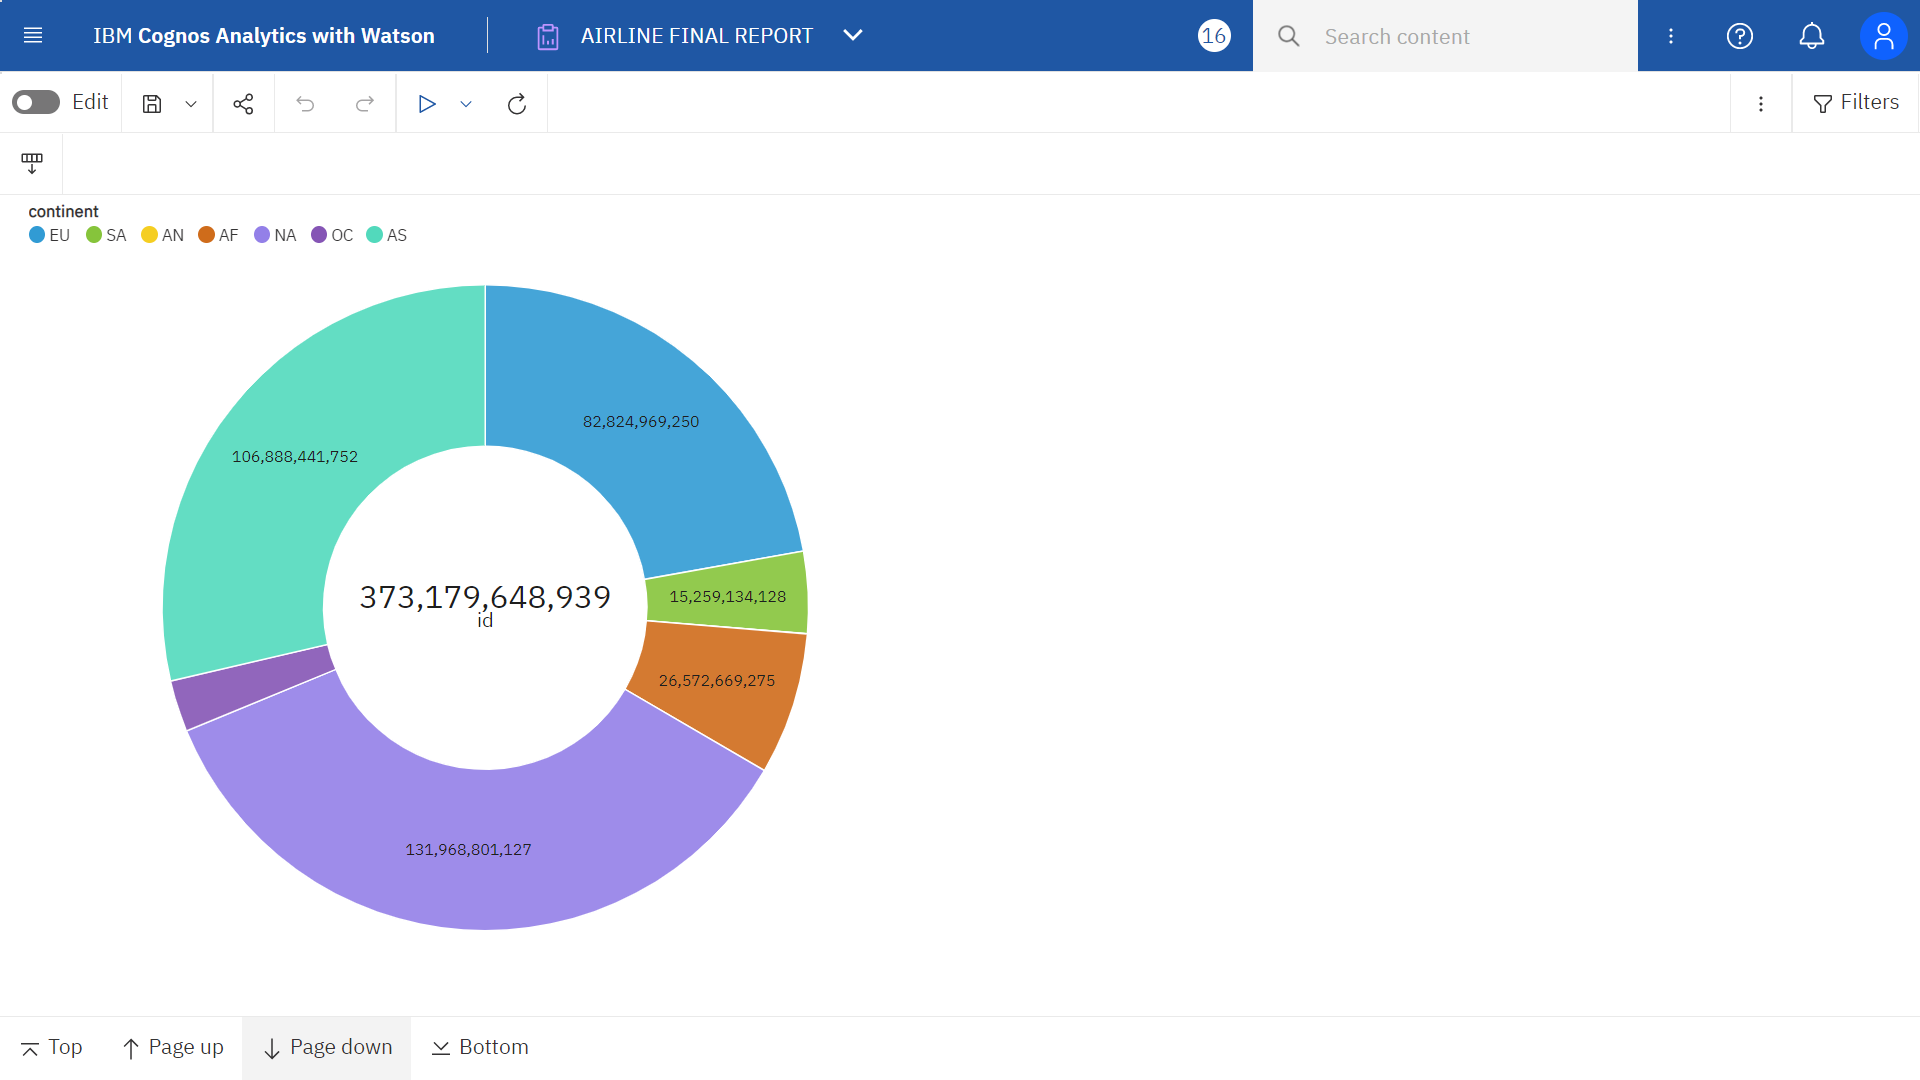 IBM Cognos Analytics with Watson
AIRLINE FINAL REPORT
16
Search content
Edit
Filters
continent
EU SA AN AF NA OC AS
82,824,969,250
106,888,441,752
373,179,648,939
id
15,259,134,128
26,572,669,275
131,968,801,127
Top Page up Page down Bottom